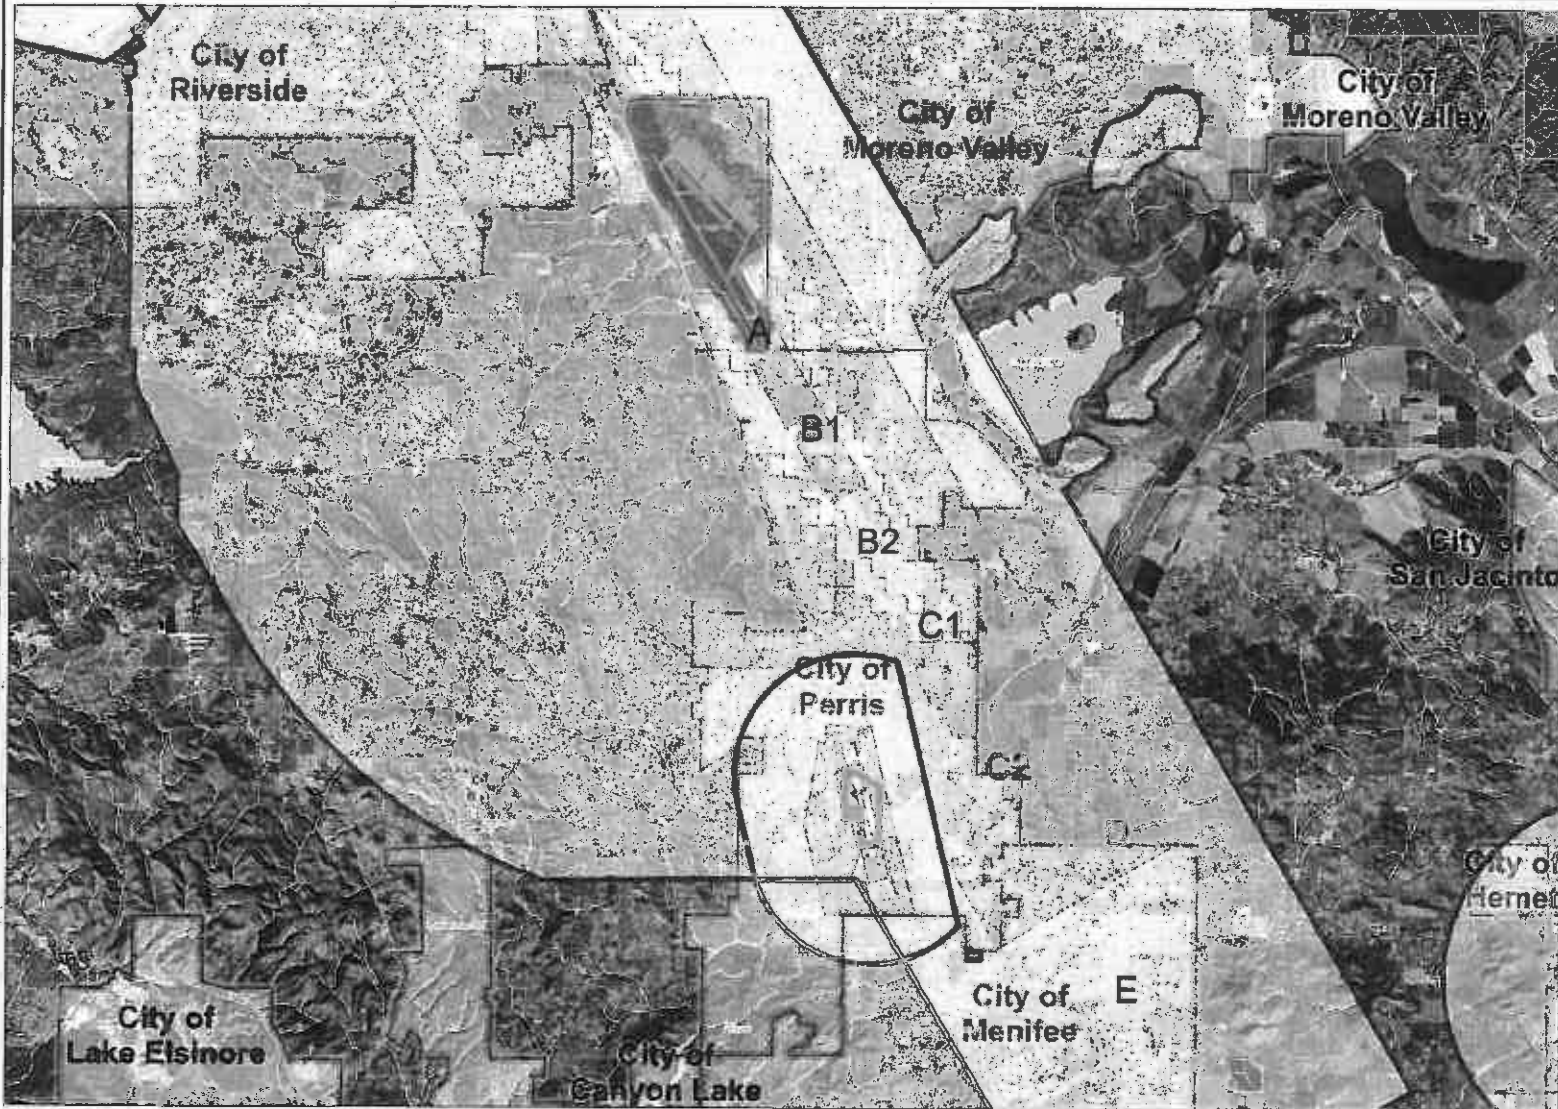 City of
Riverside
City of
Moreno Valley
City of
Moreno Valley
A
B1
B2
City of
San Jacinto
C1
City of
Perris
C2
City of
Hemet
City of
Menifee
E
City of
Lake Elsinore
City of
Canyon Lake